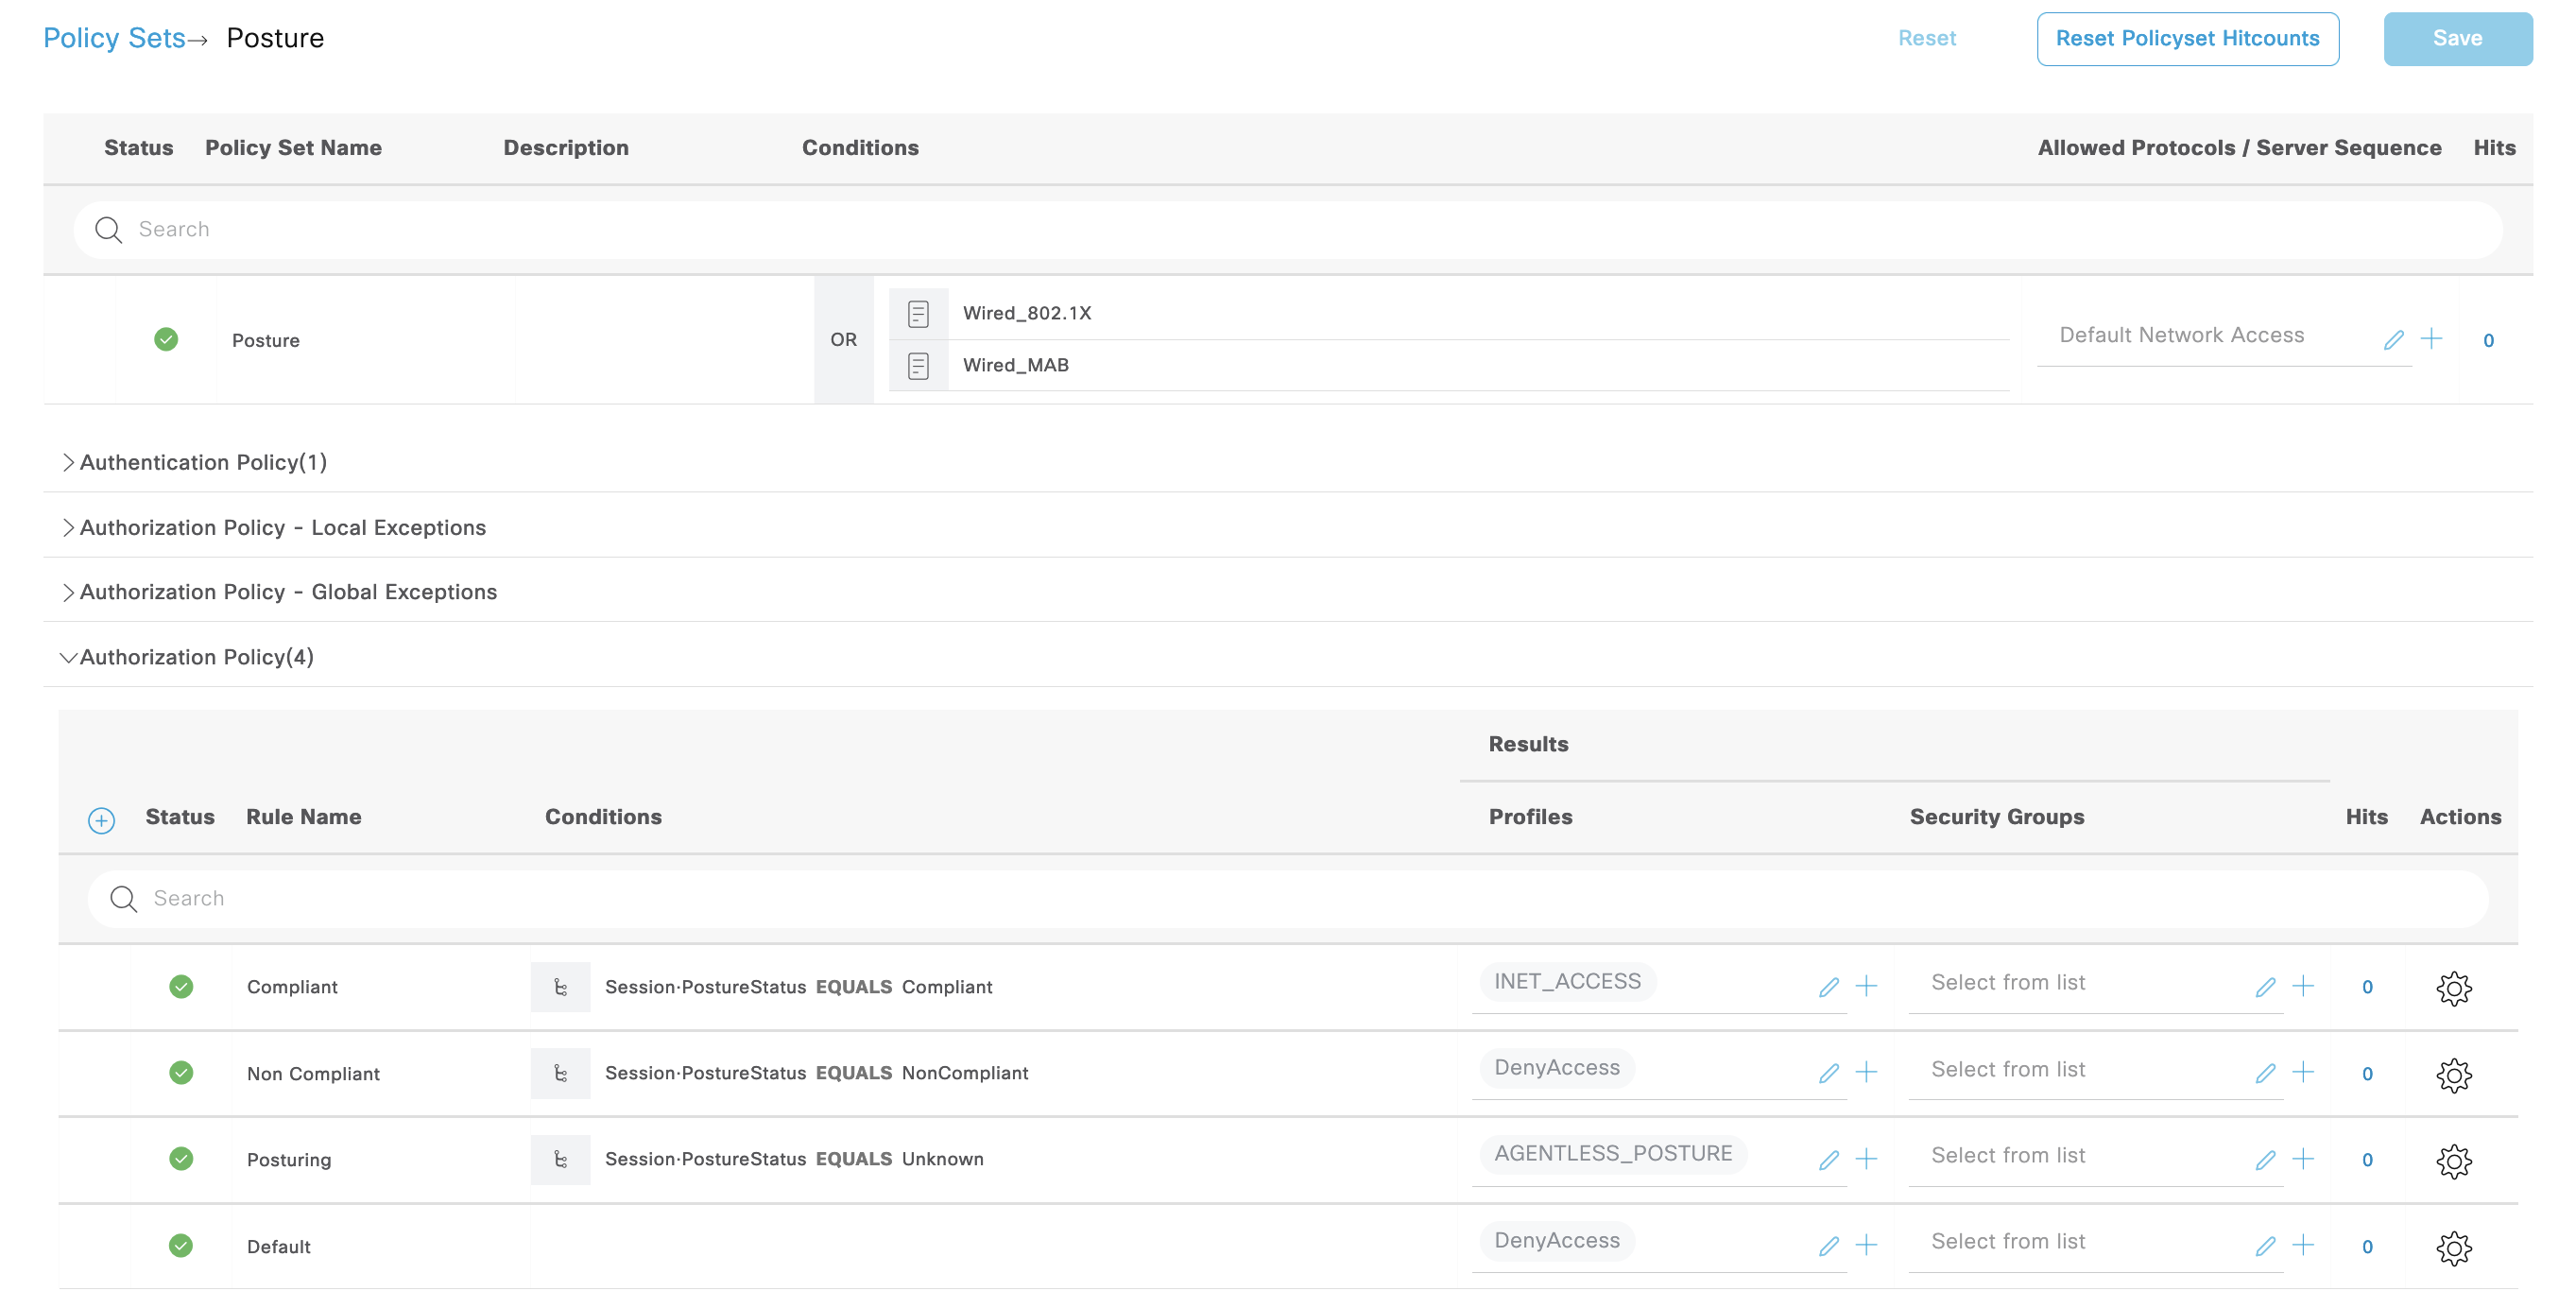 Policy Sets→ Posture
Reset
Reset Policyset Hitcounts
Save
Status Policy Set Name Description Conditions Allowed Protocols / Server Sequence Hits
Search
Posture
OR
Wired_802.1X
Wired_MAB
Default Network Access
0
Authentication Policy(1)
Authorization Policy - Local Exceptions
Authorization Policy - Global Exceptions
Authorization Policy(4)
Results
Status Rule Name Conditions Profiles Security Groups Hits Actions
Search
Compliant Session·PostureStatus EQUALS Compliant INET_ACCESS Select from list 0
Non Compliant Session·PostureStatus EQUALS NonCompliant DenyAccess Select from list 0
Posturing Session·PostureStatus EQUALS Unknown AGENTLESS_POSTURE Select from list 0
Default DenyAccess Select from list 0